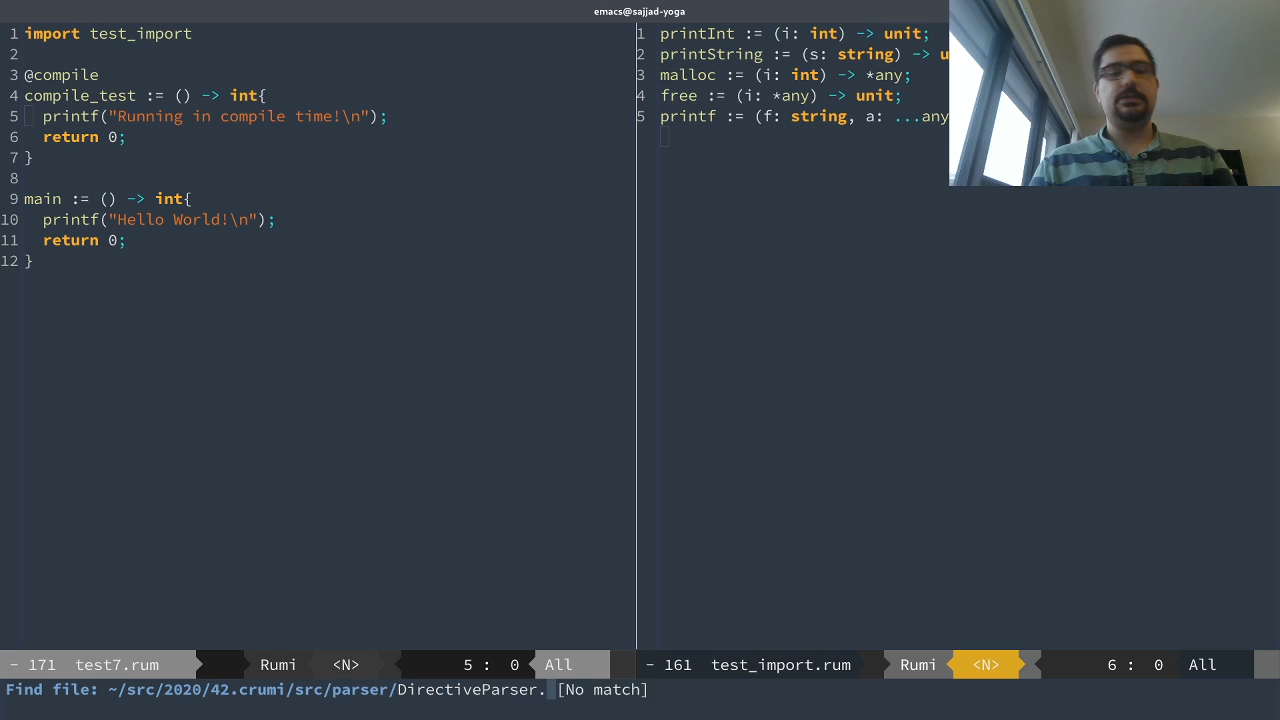 emacs@sajjad-yoga
1 import test_import
2
3 @compile
4 compile_test := () -> int{
5   printf("Running in compile time!\n");
6   return 0;
7 }
8
9 main := () -> int{
10   printf("Hello World!\n");
11   return 0;
12 }
1 printInt := (i: int) -> unit;
2 printString := (s: string) -> u
3 malloc := (i: int) -> *any;
4 free := (i: *any) -> unit;
5 printf := (f: string, a: ...any
- 171 test7.rum Rumi <N> 5 : 0 All
- 161 test_import.rum Rumi <N> 6 : 0 All
Find file: ~/src/2020/42.crumi/src/parser/DirectiveParser. [No match]